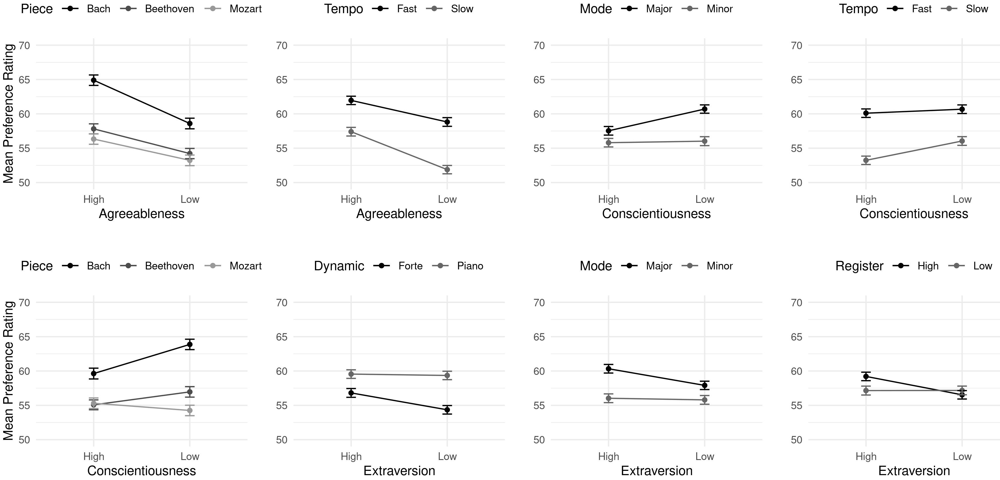 Piece Bach Beethoven Mozart
Tempo Fast Slow
Mode Major Minor
Tempo Fast Slow
Mean Preference Rating
70
65
60
55
50
High Low
Agreeableness
70
65
60
55
50
High Low
Agreeableness
70
65
60
55
50
High Low
Conscientiousness
70
65
60
55
50
High Low
Conscientiousness
Piece Bach Beethoven Mozart
Dynamic Forte Piano
Mode Major Minor
Register High Low
Mean Preference Rating
70
65
60
55
50
High Low
Conscientiousness
70
65
60
55
50
High Low
Extraversion
70
65
60
55
50
High Low
Extraversion
70
65
60
55
50
High Low
Extraversion